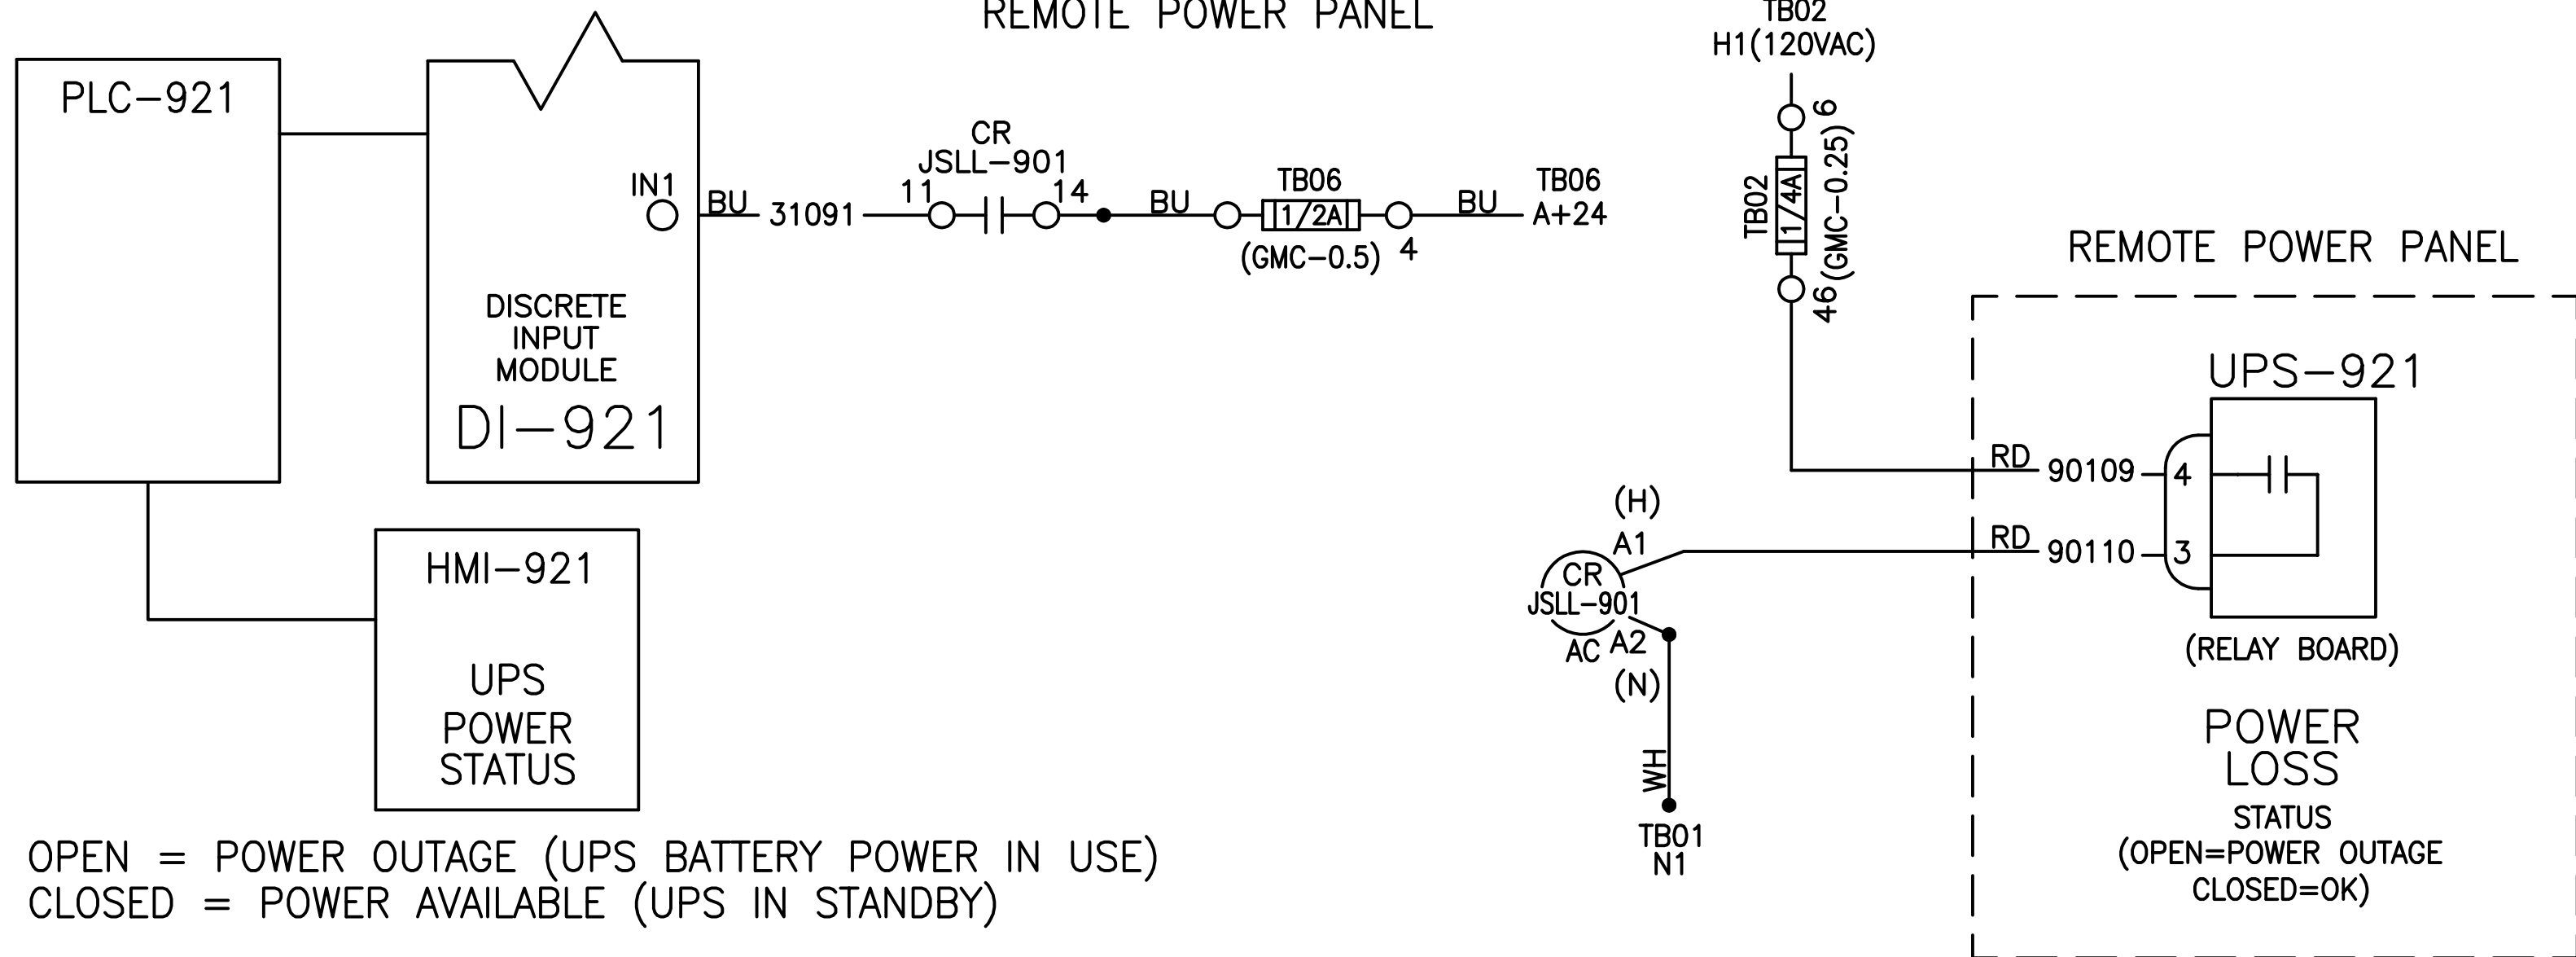 REMOTE POWER PANEL
TB02
H1(120VAC)
6
TB02
1/4A
(GMC-0.25)
46
PLC-921
IN1
DISCRETE
INPUT
MODULE
DI-921
BU
31091
CR
JSLL-901
11
14
BU
TB06
1/2A
(GMC-0.5)
4
BU
TB06
A+24
REMOTE POWER PANEL
UPS-921
RD
90109
4
RD
90110
3
(RELAY BOARD)
POWER
LOSS
STATUS
(OPEN=POWER OUTAGE
CLOSED=OK)
(H)
A1
CR
JSLL-901
AC
A2
(N)
WH
TB01
N1
HMI-921
UPS
POWER
STATUS
OPEN = POWER OUTAGE (UPS BATTERY POWER IN USE)
CLOSED = POWER AVAILABLE (UPS IN STANDBY)